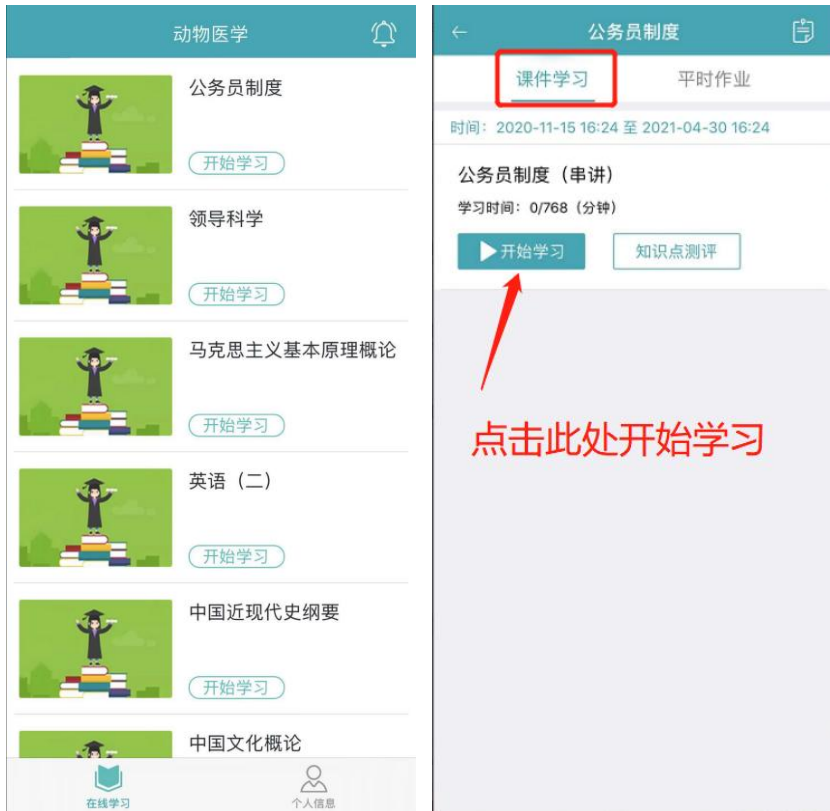 动物医学
公务员制度
开始学习
领导科学
开始学习
马克思主义基本原理概论
开始学习
英语（二）
开始学习
中国近现代史纲要
开始学习
中国文化概论
在线学习
个人信息
公务员制度
课件学习
平时作业
时间：2020-11-15 16:24 至 2021-04-30 16:24
公务员制度（串讲）
学习时间：0/768（分钟）
开始学习
知识点测评
点击此处开始学习